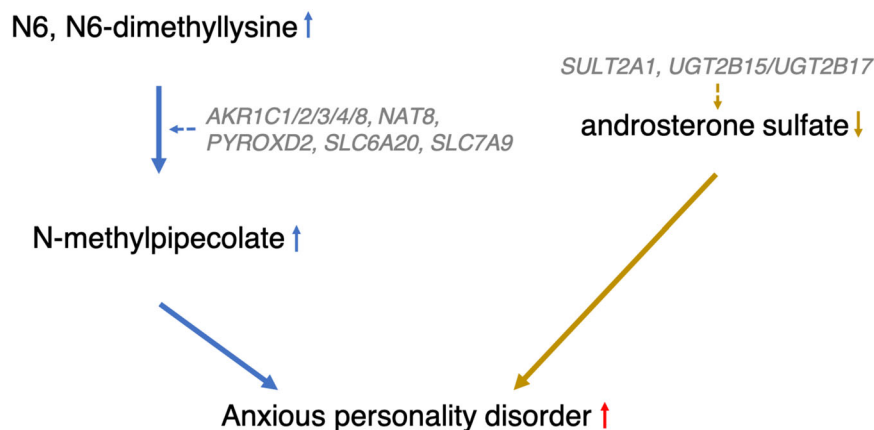 N6, N6-dimethyllysine
SULT2A1, UGT2B15/UGT2B17
AKR1C1/2/3/4/8, NAT8,
PYROXD2, SLC6A20, SLC7A9
androsterone sulfate
N-methylpipecolate
Anxious personality disorder